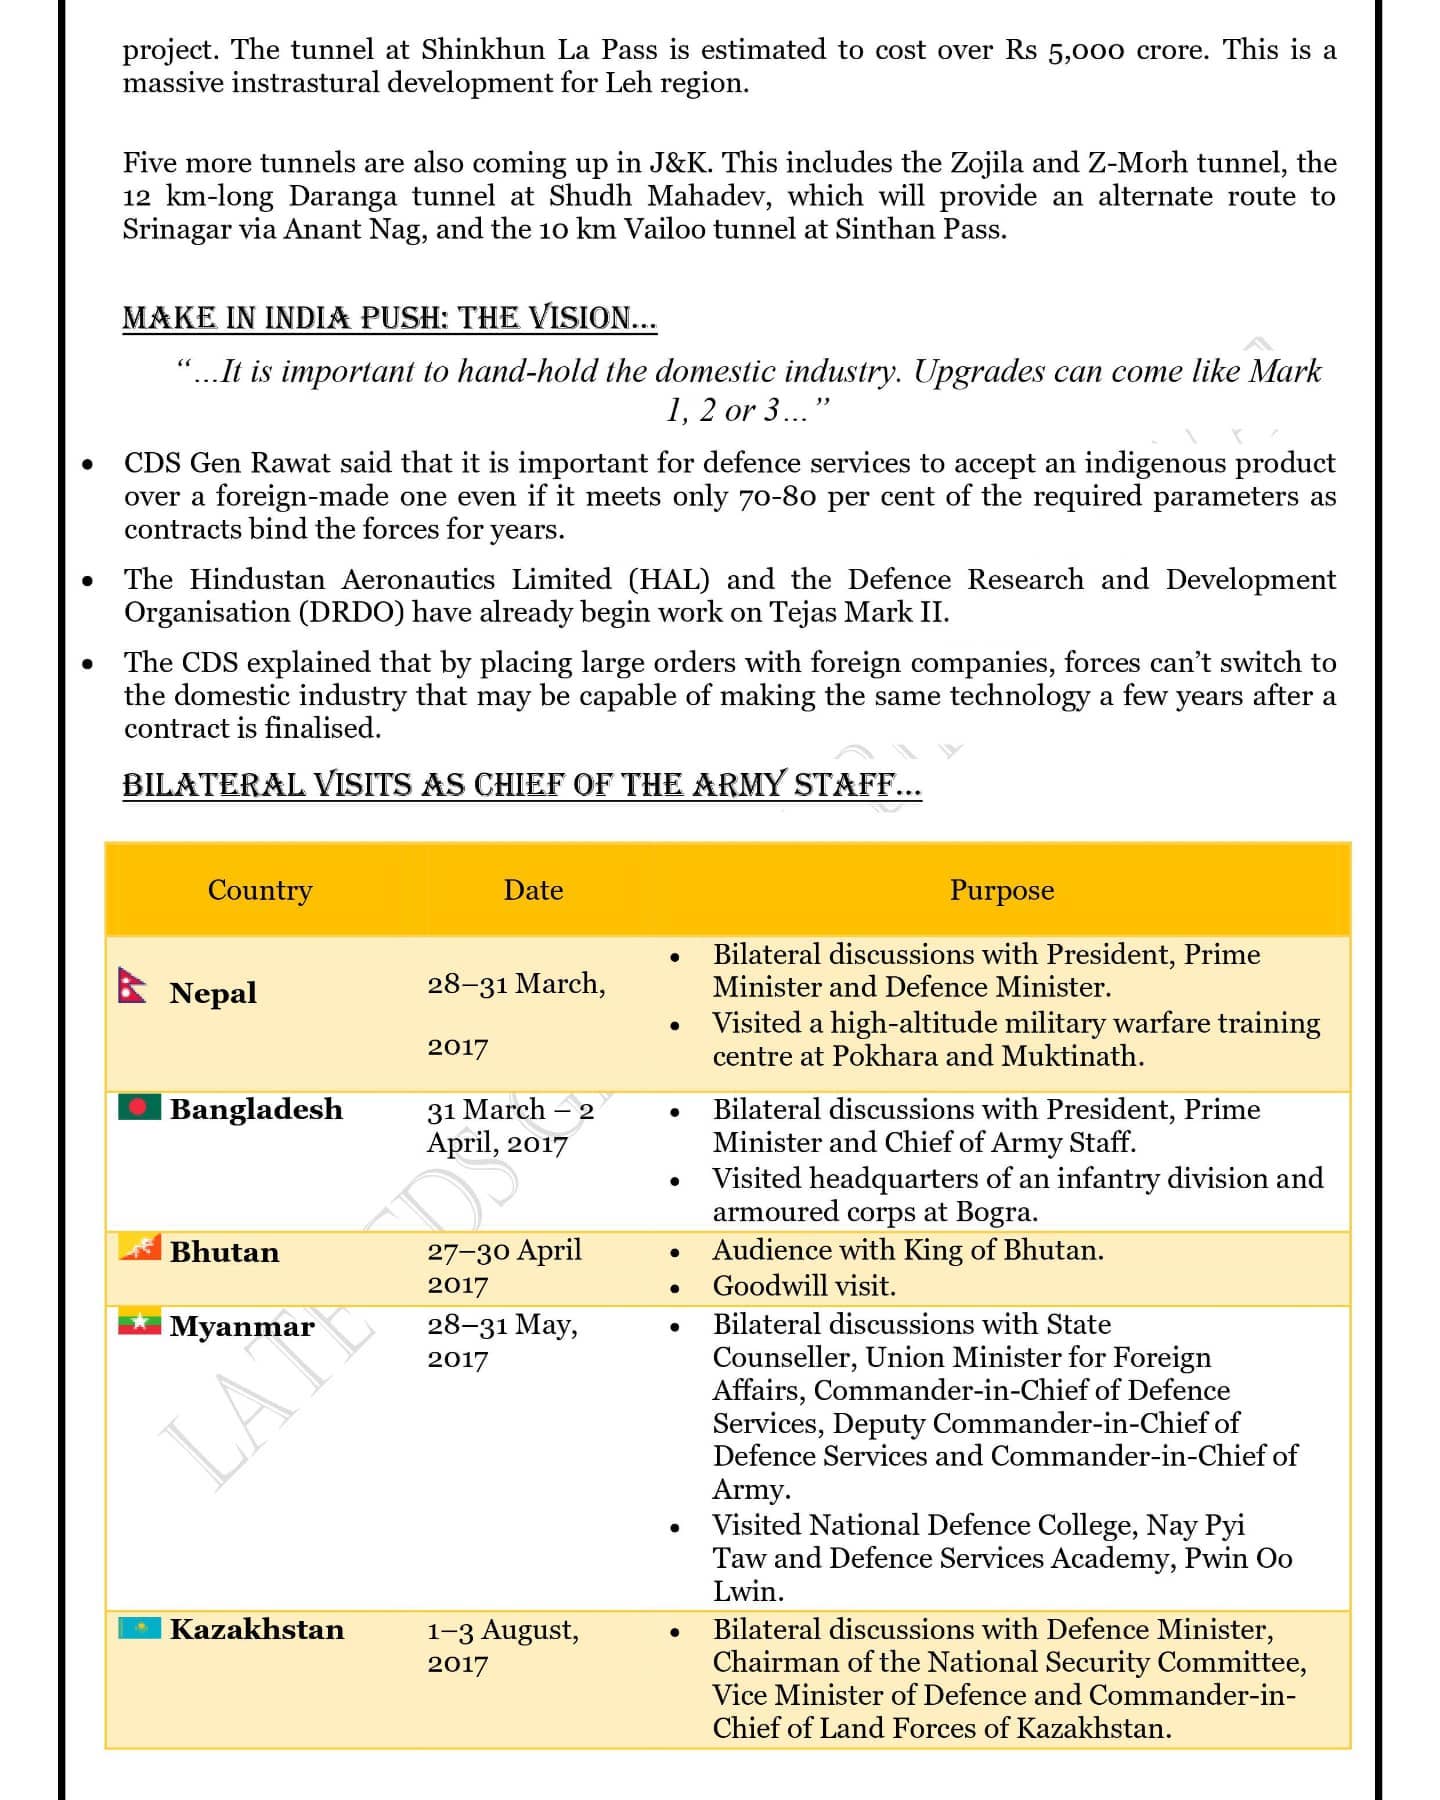 project. The tunnel at Shinkhun La Pass is estimated to cost over Rs 5,000 crore. This is a
massive instrastural development for Leh region.
Five more tunnels are also coming up in J&K. This includes the Zojila and Z-Morh tunnel, the
12 km-long Daranga tunnel at Shudh Mahadev, which will provide an alternate route to
Srinagar via Anant Nag, and the 10 km Vailoo tunnel at Sinthan Pass.
MAKE IN INDIA PUSH: THE VISION...
“...It is important to hand-hold the domestic industry. Upgrades can come like Mark
1, 2 or 3...”
• CDS Gen Rawat said that it is important for defence services to accept an indigenous product
over a foreign-made one even if it meets only 70-80 per cent of the required parameters as
contracts bind the forces for years.
• The Hindustan Aeronautics Limited (HAL) and the Defence Research and Development
Organisation (DRDO) have already begin work on Tejas Mark II.
• The CDS explained that by placing large orders with foreign companies, forces can’t switch to
the domestic industry that may be capable of making the same technology a few years after a
contract is finalised.
BILATERAL VISITS AS CHIEF OF THE ARMY STAFF...
Country Date Purpose
Nepal
28–31 March,
2017
• Bilateral discussions with President, Prime
Minister and Defence Minister.
• Visited a high-altitude military warfare training
centre at Pokhara and Muktinath.
Bangladesh
31 March – 2
April, 2017
• Bilateral discussions with President, Prime
Minister and Chief of Army Staff.
• Visited headquarters of an infantry division and
armoured corps at Bogra.
Bhutan
27–30 April
2017
• Audience with King of Bhutan.
• Goodwill visit.
Myanmar
28–31 May,
2017
• Bilateral discussions with State
Counseller, Union Minister for Foreign
Affairs, Commander-in-Chief of Defence
Services, Deputy Commander-in-Chief of
Defence Services and Commander-in-Chief of
Army.
• Visited National Defence College, Nay Pyi
Taw and Defence Services Academy, Pwin Oo
Lwin.
Kazakhstan
1–3 August,
2017
• Bilateral discussions with Defence Minister,
Chairman of the National Security Committee,
Vice Minister of Defence and Commander-in-
Chief of Land Forces of Kazakhstan.
LATE CDS